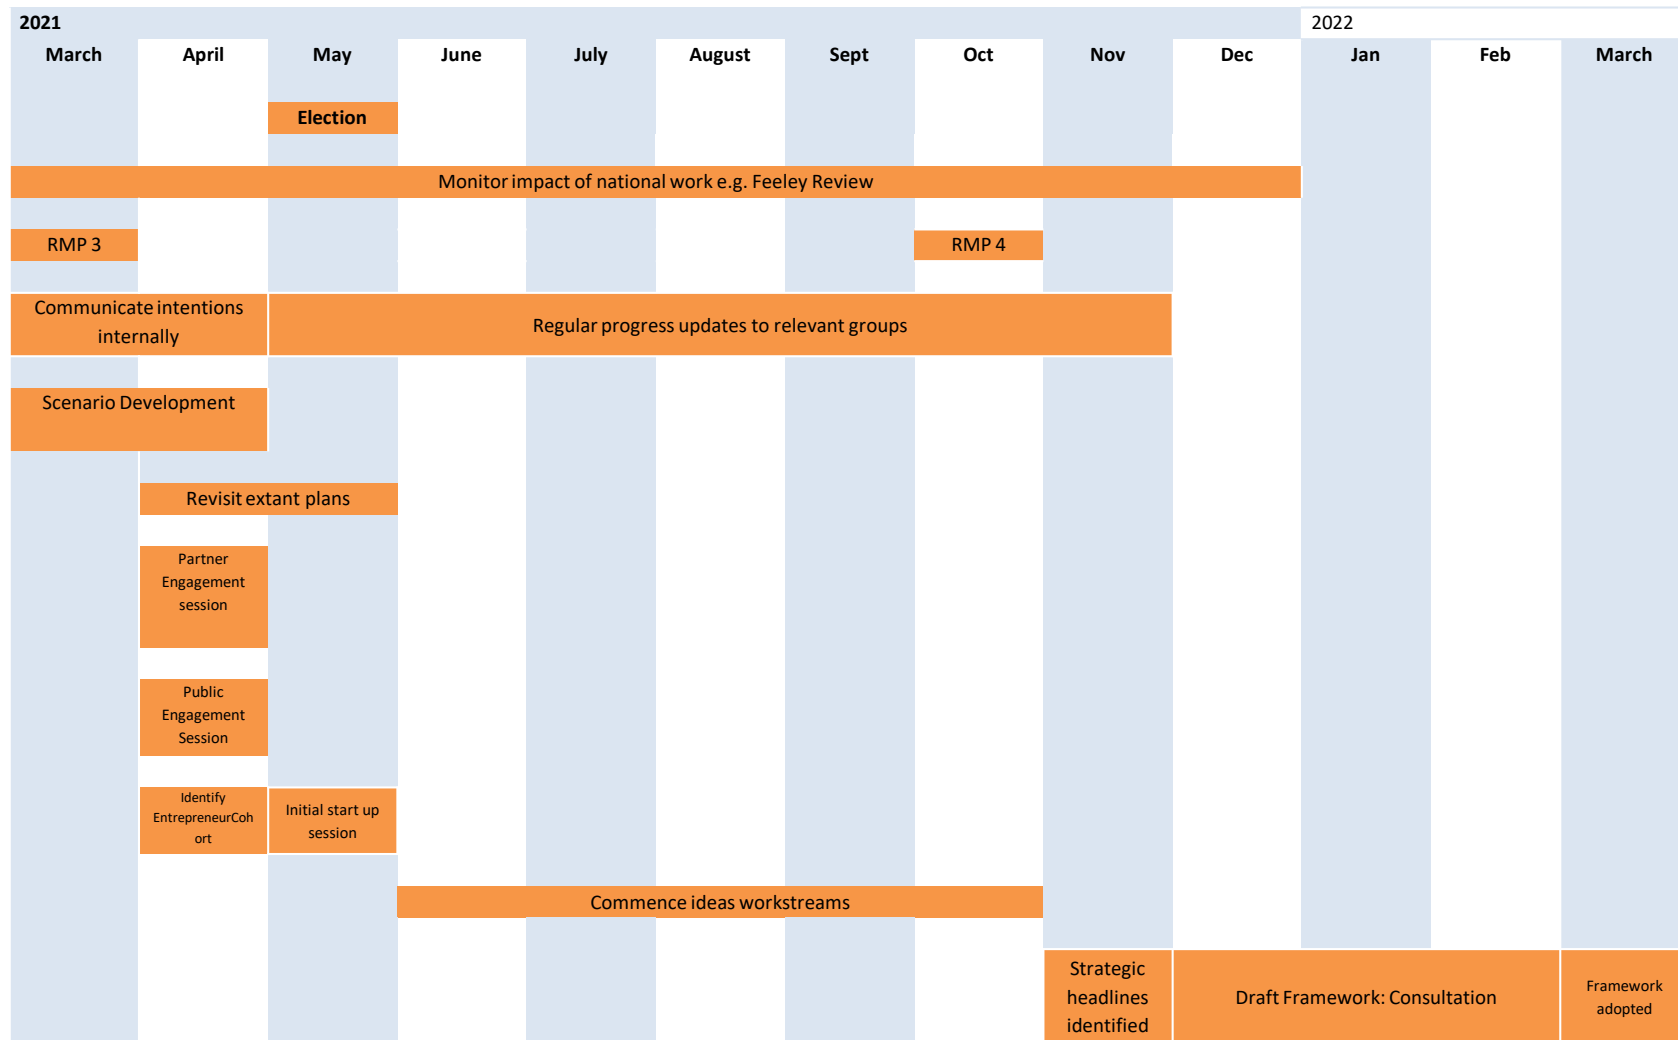 2021
2022
March April May June July August Sept Oct Nov Dec Jan Feb March
Election
Monitor impact of national work e.g. Feeley Review
RMP 3
RMP 4
Communicate intentions
internally
Regular progress updates to relevant groups
Scenario Development
Revisit extant plans
Partner
Engagement
session
Public
Engagement
Session
Identify
EntrepreneurCoh
ort
Initial start up
session
Commence ideas workstreams
Strategic
headlines
identified
Draft Framework: Consultation
Framework
adopted